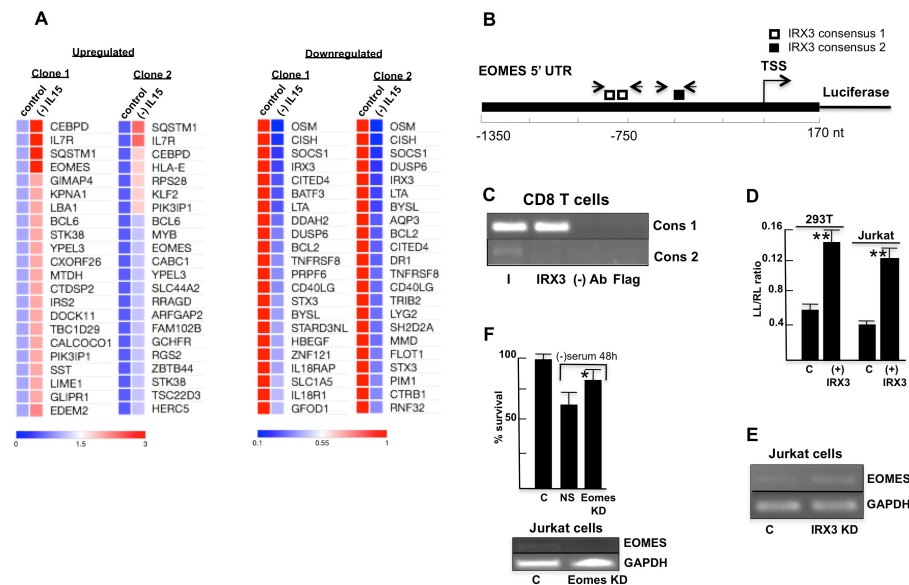 A
Upregulated
Clone 1
Clone 2
control
(-) IL15
control
(-) IL15
CEBPD
IL7R
SQSTM1
EOMES
GIMAP4
KPNA1
LBA1
BCL6
STK38
YPEL3
CXORF26
MTDH
CTDSP2
IRS2
DOCK11
TBC1D29
CALCOCO1
PIK3IP1
SST
LIME1
GLIPR1
EDEM2
SQSTM1
IL7R
CEBPD
HLA-E
RPS28
KLF2
PIK3IP1
BCL6
MYB
EOMES
CABC1
YPEL3
SLC44A2
RRAGD
ARFGAP2
FAM102B
GCHFR
RGS2
ZBTB44
STK38
TSC22D3
HERC5
0 1.5 3
Downregulated
Clone 1
Clone 2
control
(-) IL15
control
(-) IL15
OSM
CISH
SOCS1
IRX3
CITED4
BATF3
LTA
DDAH2
DUSP6
BCL2
TNFRSF8
PRPF6
CD40LG
STX3
BYSL
STARD3NL
HBEGF
ZNF121
IL18RAP
SLC1A5
IL18R1
GFOD1
OSM
CISH
SOCS1
DUSP6
IRX3
LTA
BYSL
AQP3
BCL2
CITED4
DR1
TNFRSF8
CD40LG
TRIB2
LYG2
SH2D2A
MMD
FLOT1
STX3
PIM1
CTRB1
RNF32
0.1 0.55 1
B
IRX3 consensus 1
IRX3 consensus 2
EOMES 5' UTR
TSS
Luciferase
-1350 -750 170 nt
C
CD8 T cells
Cons 1
Cons 2
I IRX3 (-) Ab Flag
D
293T
Jurkat
0.16
0.12
0.8
0.4
LL/RL ratio
**
**
C (+) C (+)
IRX3 IRX3
E
Jurkat cells
EOMES
GAPDH
C IRX3 KD
F
(-)serum 48h
100
50
% survival
*
C NS Eomes
KD
Jurkat cells
EOMES
GAPDH
C Eomes KD